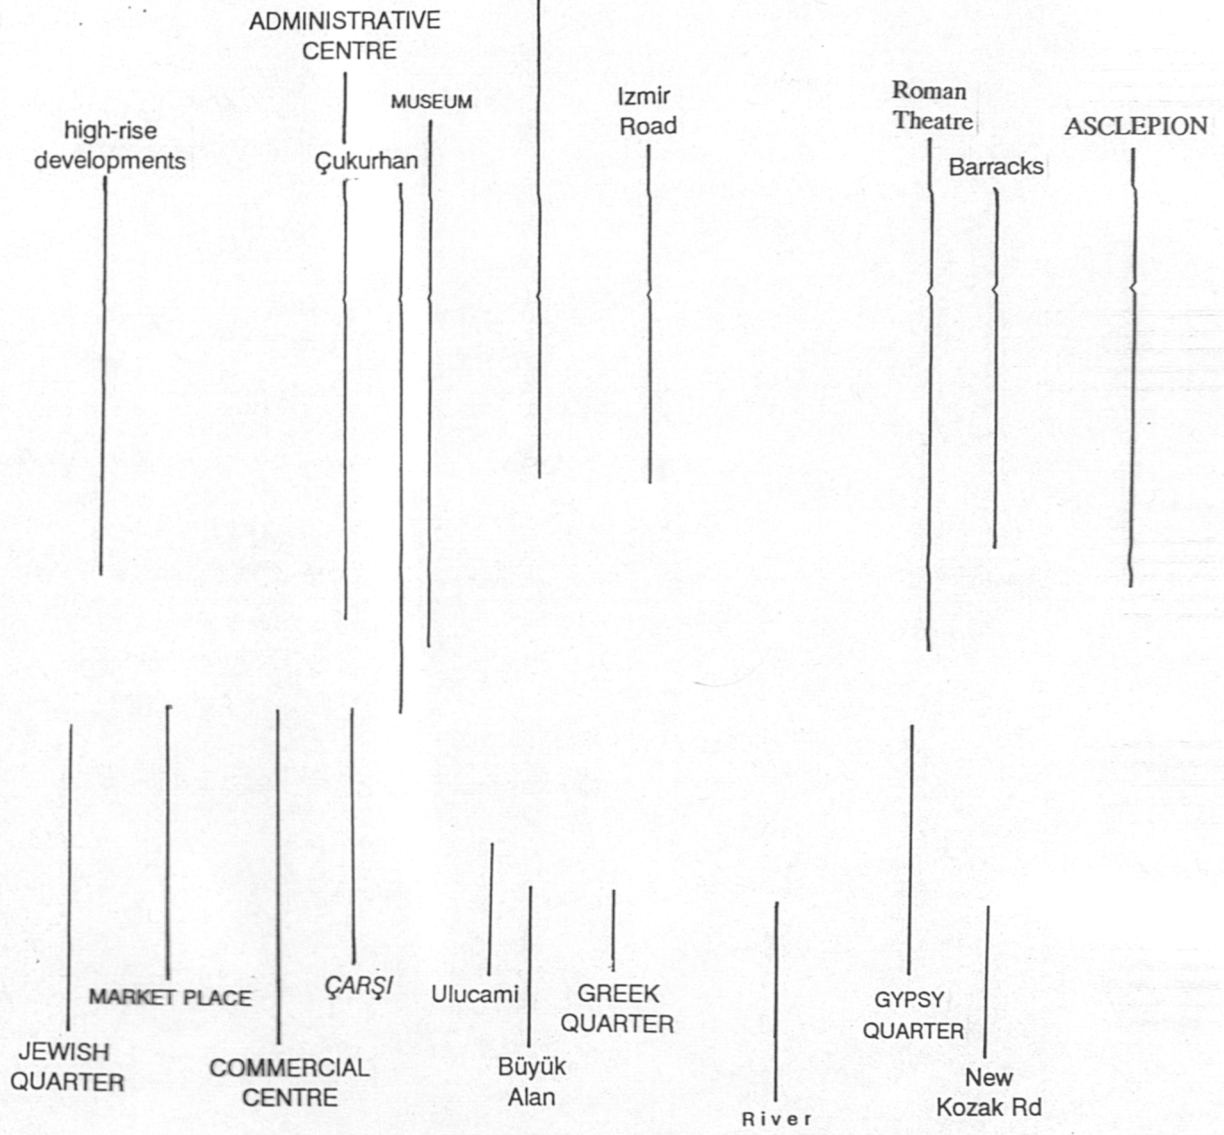 ADMINISTRATIVE
CENTRE
MUSEUM
Izmir
Road
Roman
Theatre
ASCLEPION
high-rise
developments
Çukurhan
Barracks
MARKET PLACE
ÇARŞI
Ulucami
GREEK
QUARTER
GYPSY
QUARTER
JEWISH
QUARTER
COMMERCIAL
CENTRE
Büyük
Alan
River
New
Kozak Rd